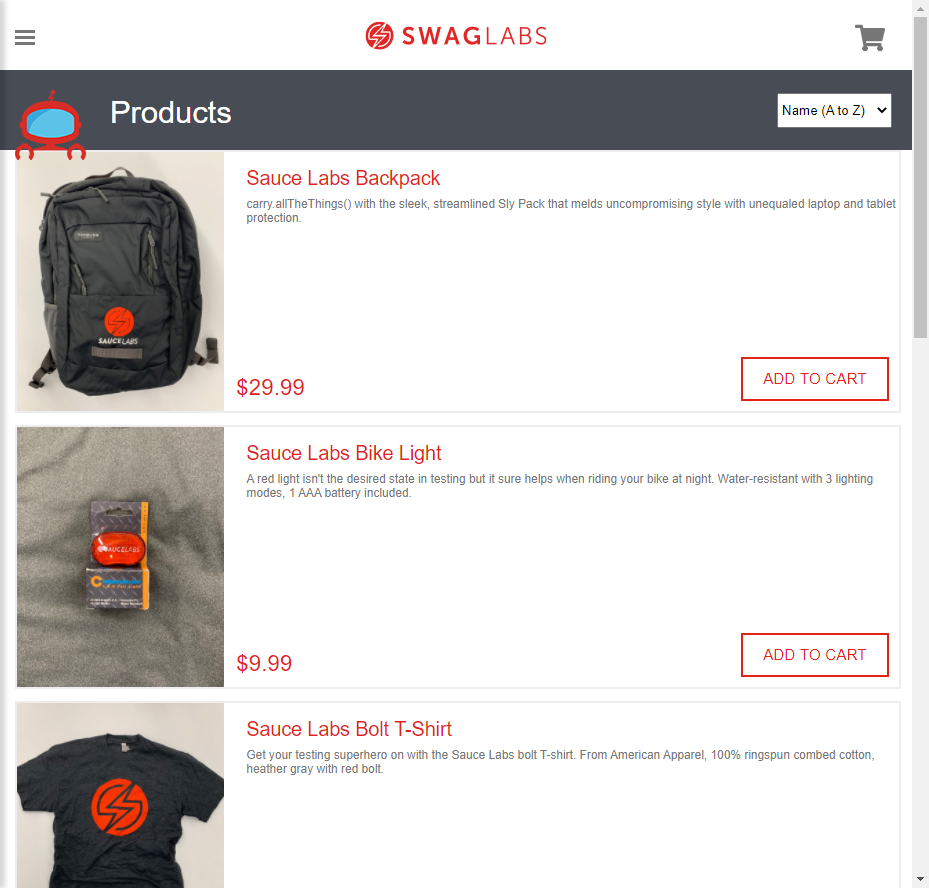 SWAGLABS
Products
Name (A to Z)
SAUCELABS
Sauce Labs Backpack
carry.allTheThings() with the sleek, streamlined Sly Pack that melds uncompromising style with unequaled laptop and tablet
protection.
$29.99
ADD TO CART
SAUCELABS
Sauce Labs Bike Light
A red light isn't the desired state in testing but it sure helps when riding your bike at night. Water-resistant with 3 lighting
modes, 1 AAA battery included.
$9.99
ADD TO CART
Sauce Labs Bolt T-Shirt
Get your testing superhero on with the Sauce Labs bolt T-shirt. From American Apparel, 100% ringspun combed cotton,
heather gray with red bolt.